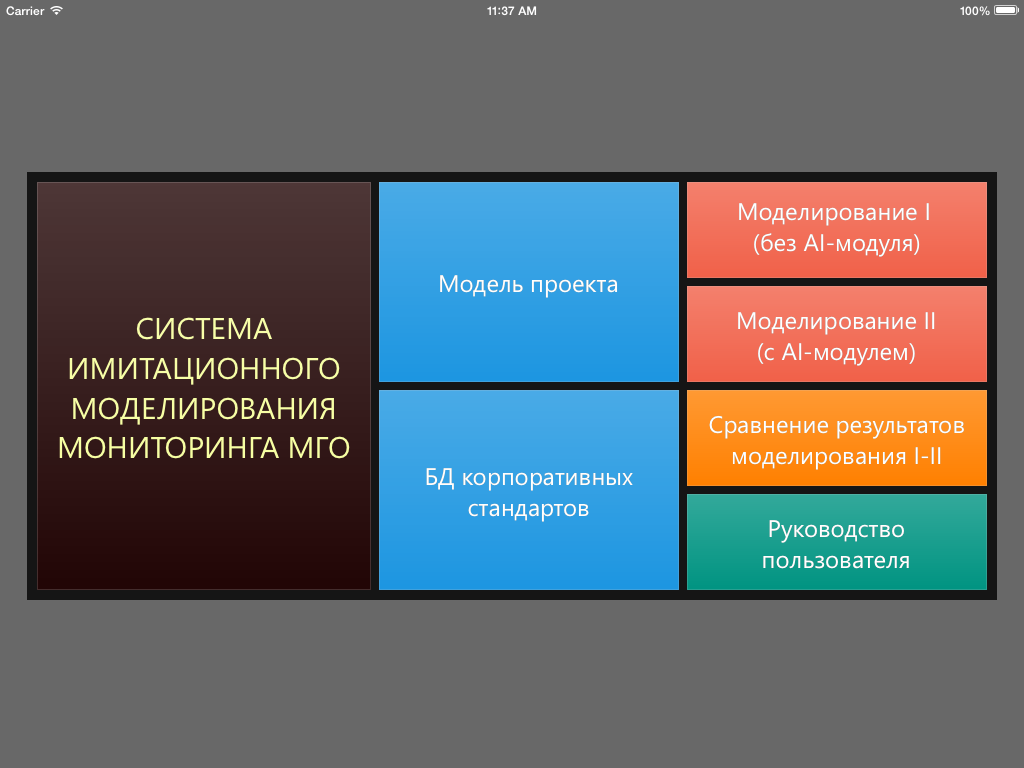 Carrier
11:37 AM
100%
СИСТЕМА
ИМИТАЦИОННОГО
МОДЕЛИРОВАНИЯ
МОНИТОРИНГА МГО
Модель проекта
БД корпоративных
стандартов
Моделирование I
(без AI-модуля)
Моделирование II
(с AI-модулем)
Сравнение результатов
моделирования I-II
Руководство
пользователя